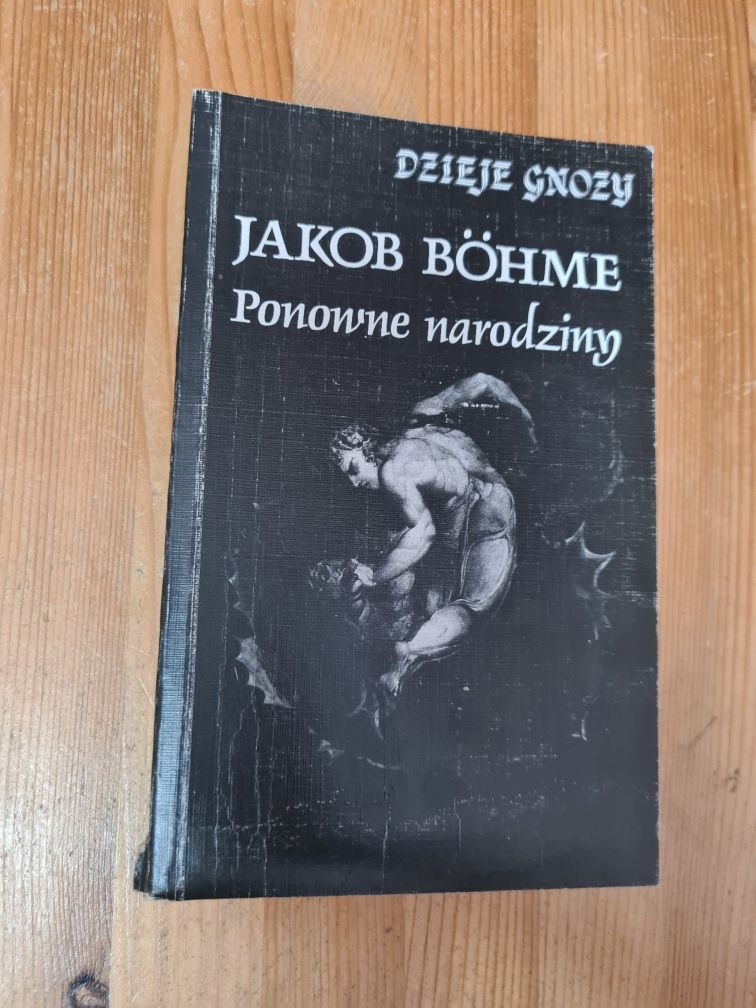 DZIEJE GNOZY
JAKOB BÖHME
Ponowne narodziny